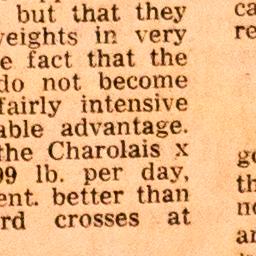 but that they
weights in very
fact that the
do not become
fairly intensive
able advantage.
the Charolais x
99 lb. per day,
ent. better than
rd crosses at
ca
re
go
th
no
an